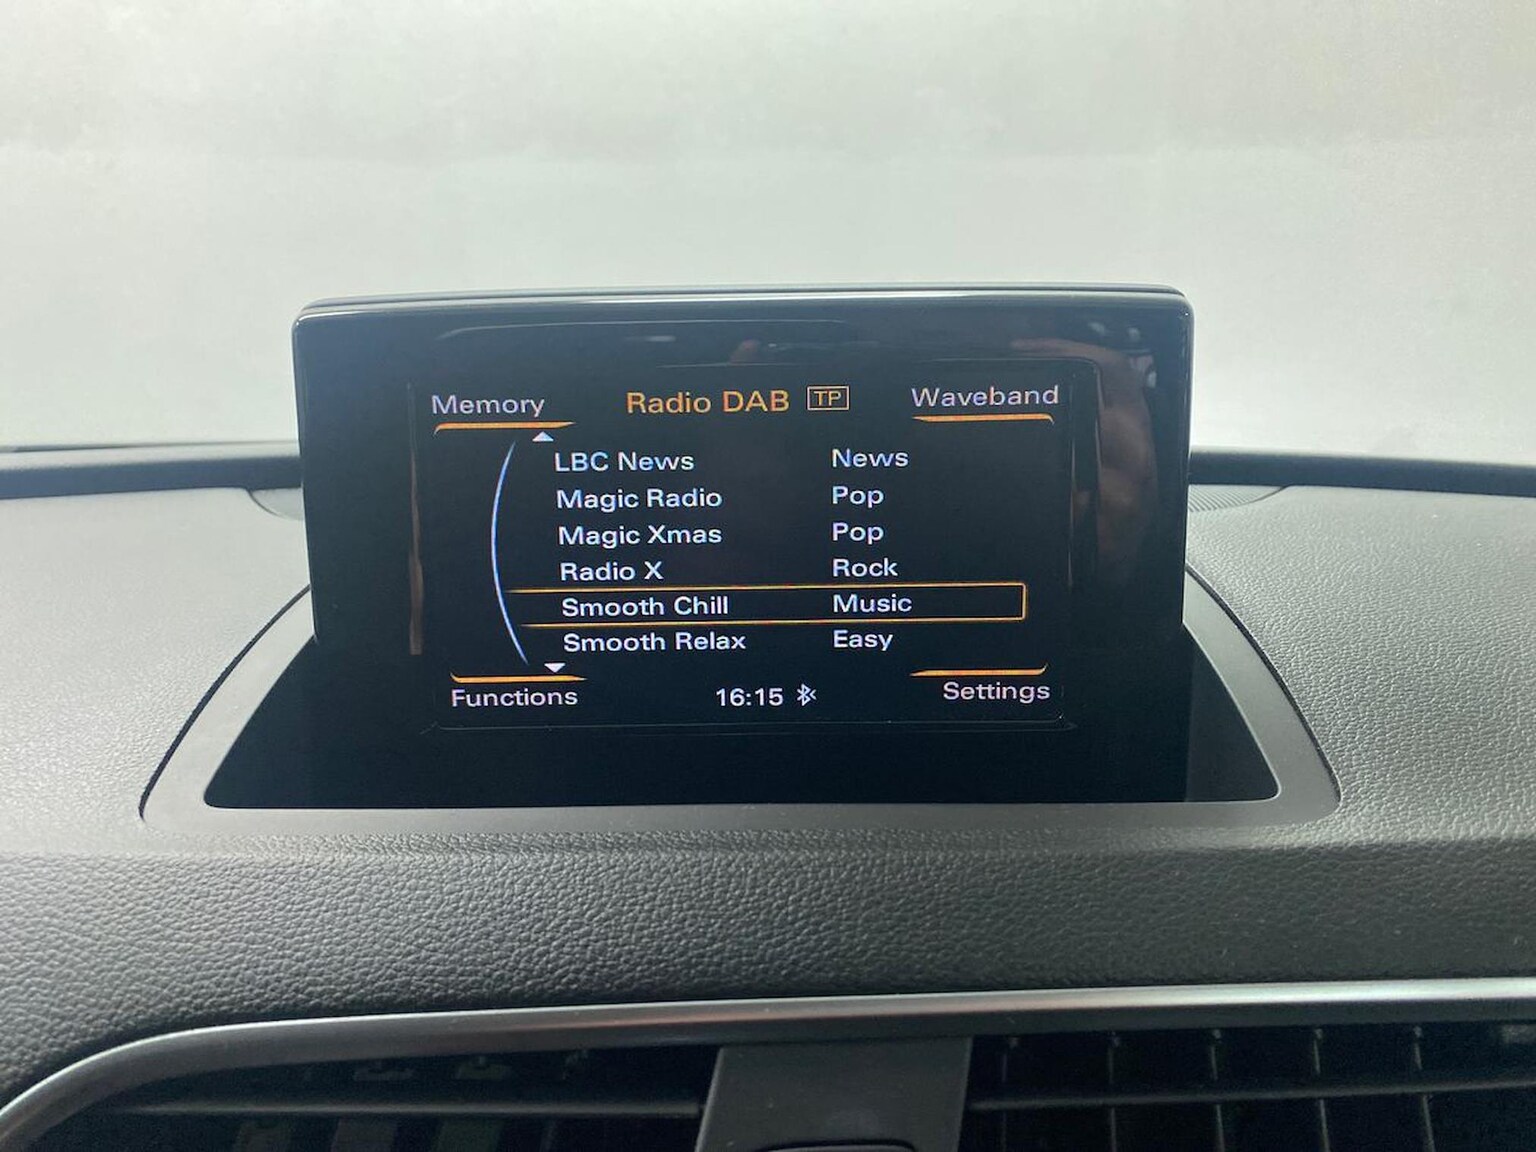 Memory Radio DAB TP Waveband
LBC News News
Magic Radio Pop
Magic Xmas Pop
Radio X Rock
Smooth Chill Music
Smooth Relax Easy
Functions 16:15 Settings